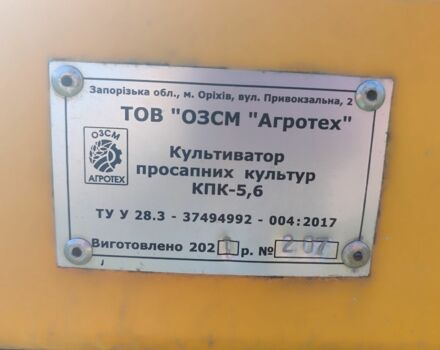 Запорізька обл., м. Оріхів, вул. Привокзальна, 2
ТОВ "ОЗСМ "Агротех"
ОЗСМ
АГРОТЕХ
Культиватор
просапних культур
КПК-5,6
ТУ У 28.3 - 37494992 - 004:2017
Виготовлено 202 р. № 207